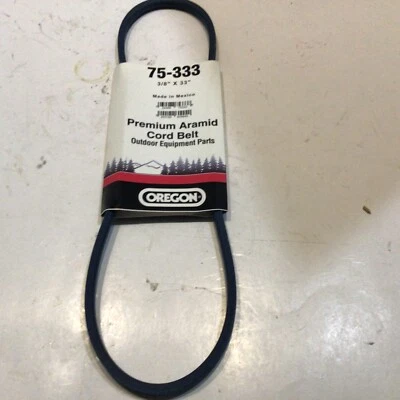 75-333
3/8" X 33"
Made in Mexico
Premium Aramid
Cord Belt
Outdoor Equipment Parts
OREGON